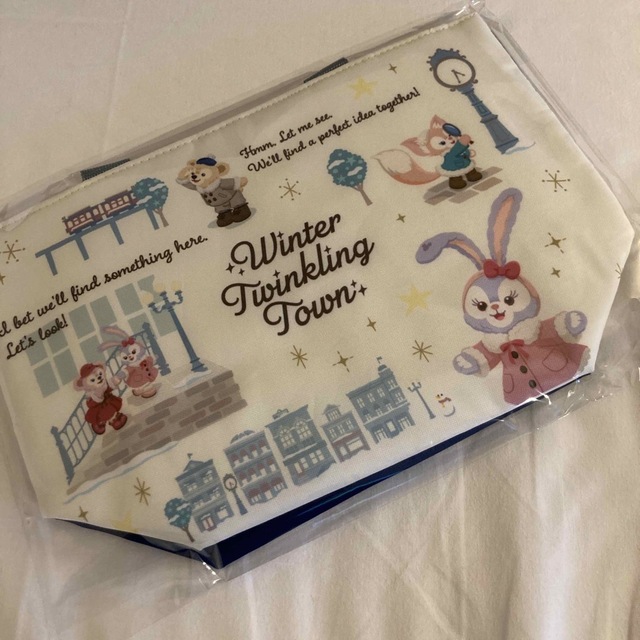 Hmm. Let me see.
We'll find a perfect idea together!
bet we'll find something here.
Let's look!
Winter
Twinkling
Town